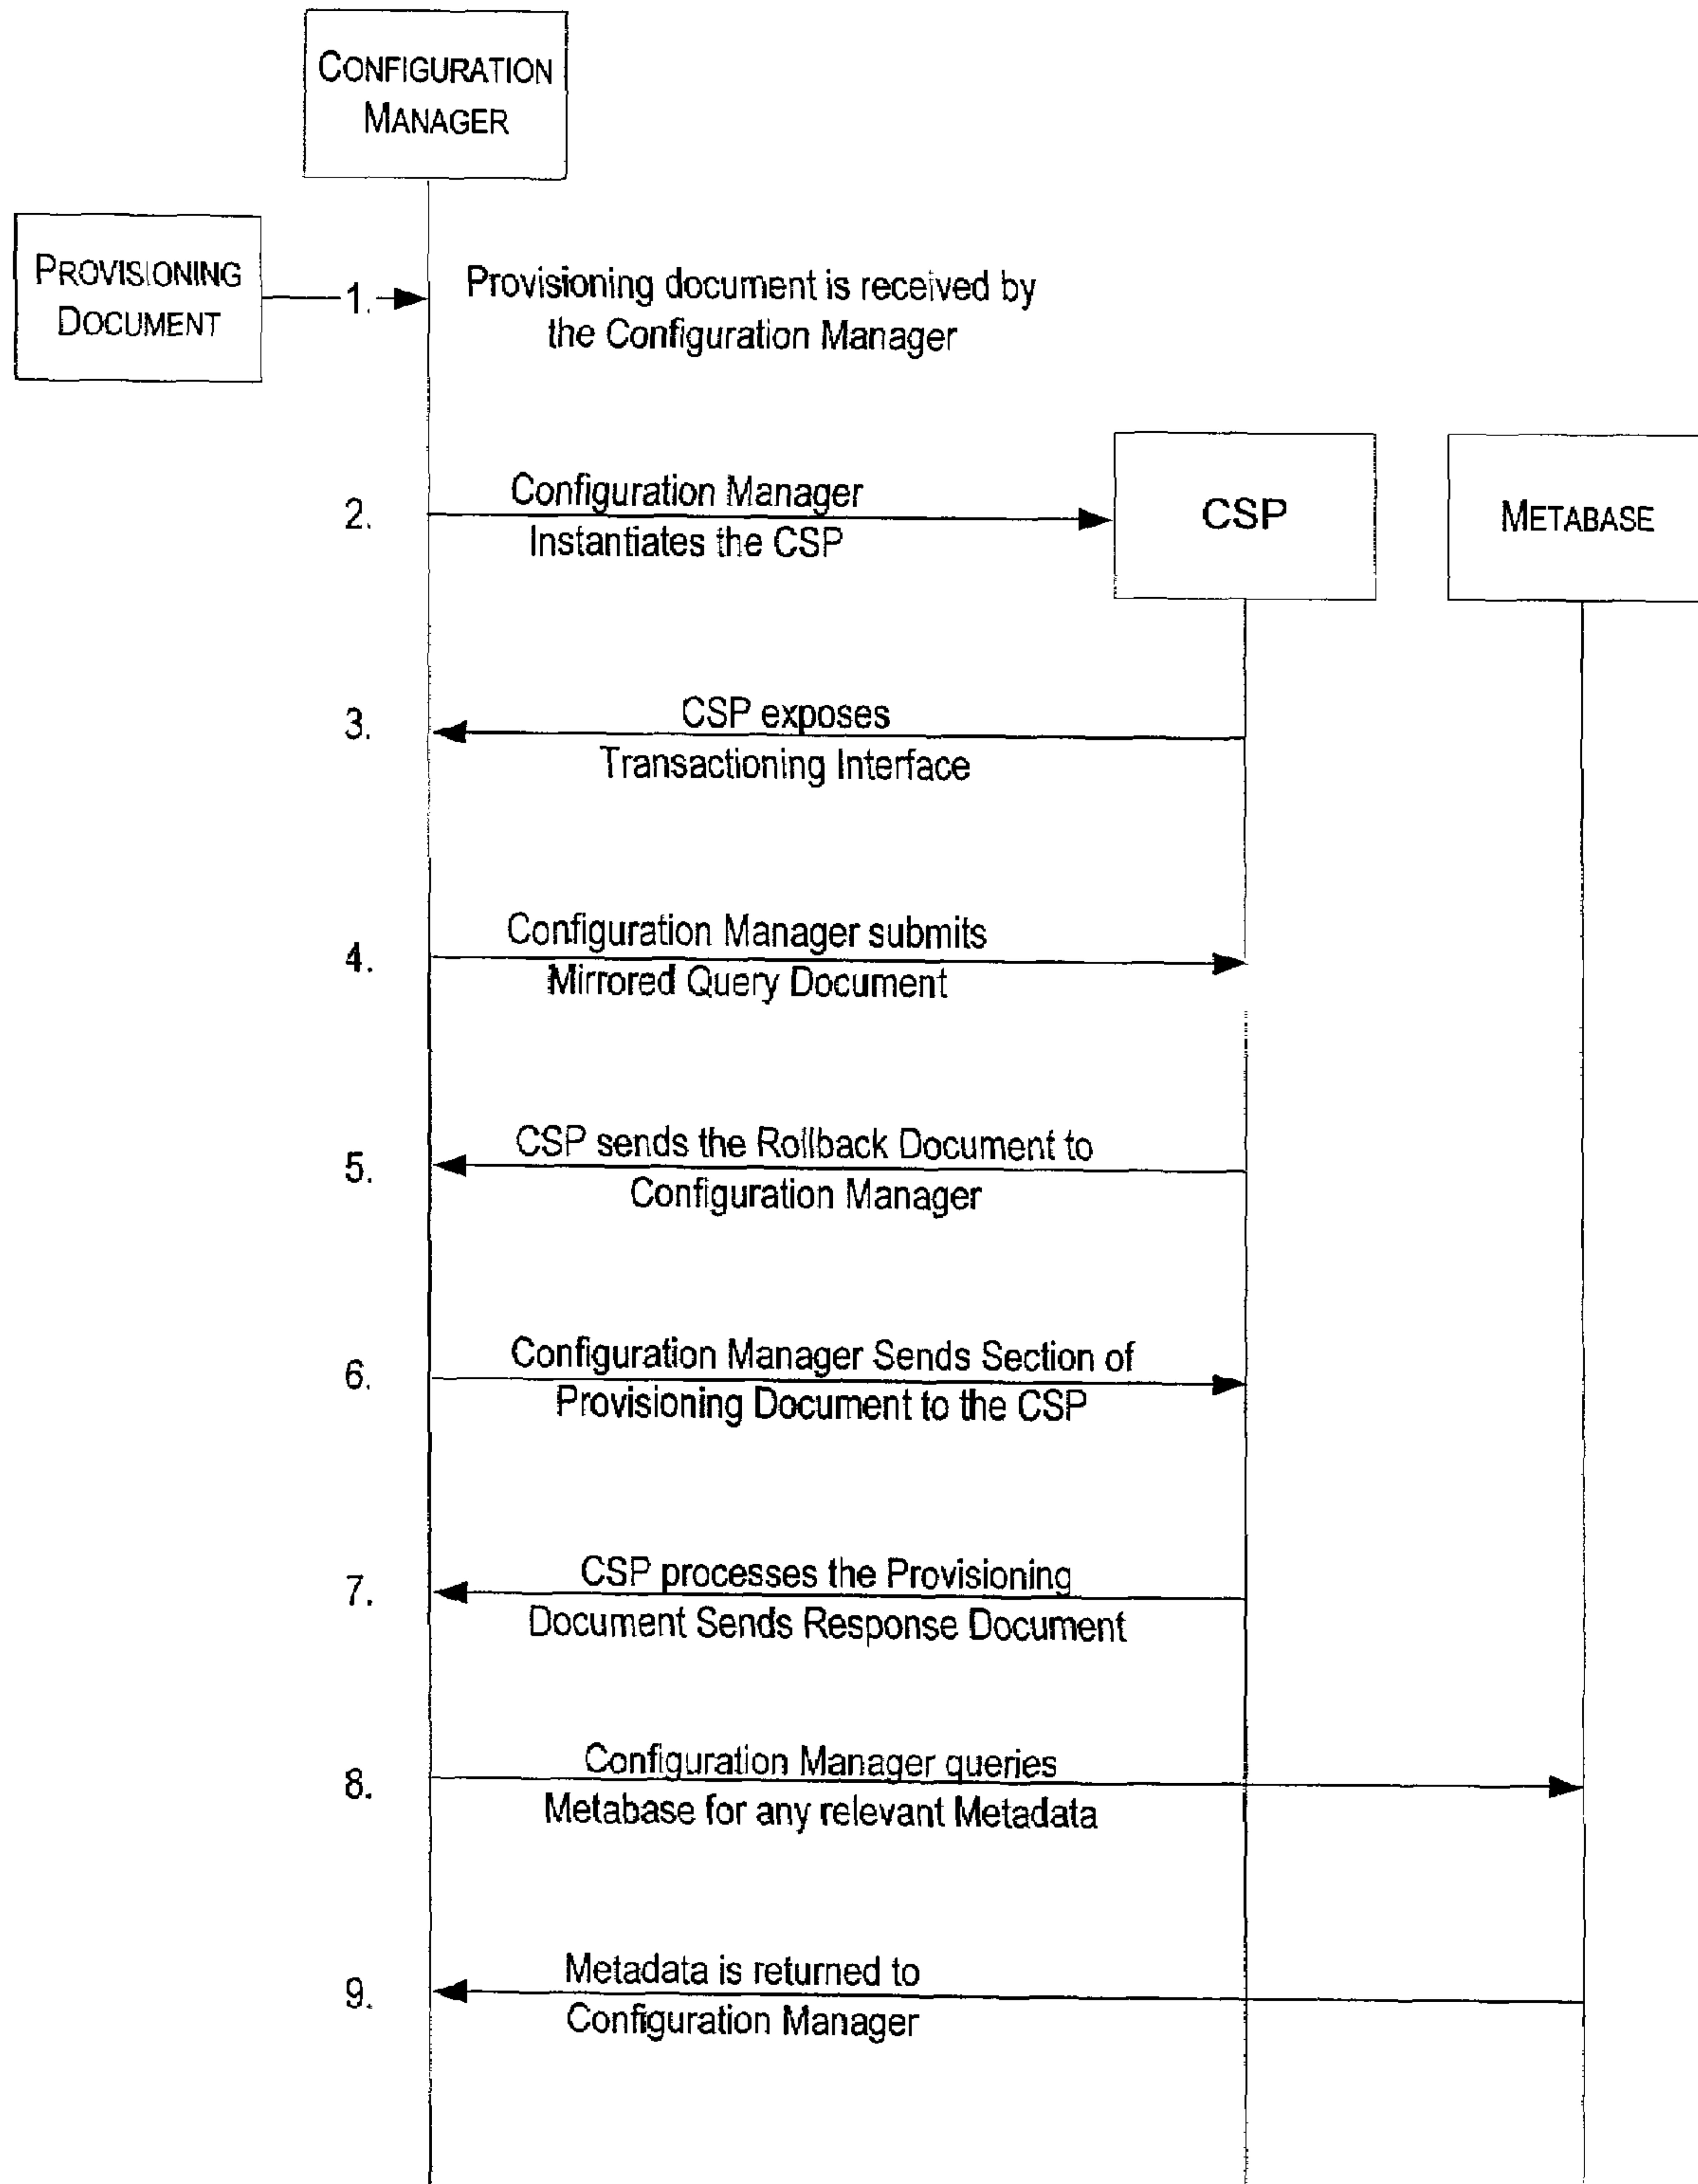 CONFIGURATION
MANAGER
PROVISIONING
DOCUMENT
1.
Provisioning document is received by
the Configuration Manager
2.
Configuration Manager
Instantiates the CSP
CSP
METABASE
3.
CSP exposes
Transactioning Interface
4.
Configuration Manager submits
Mirrored Query Document
5.
CSP sends the Rollback Document to
Configuration Manager
6.
Configuration Manager Sends Section of
Provisioning Document to the CSP
7.
CSP processes the Provisioning
Document Sends Response Document
8.
Configuration Manager queries
Metabase for any relevant Metadata
9.
Metadata is returned to
Configuration Manager